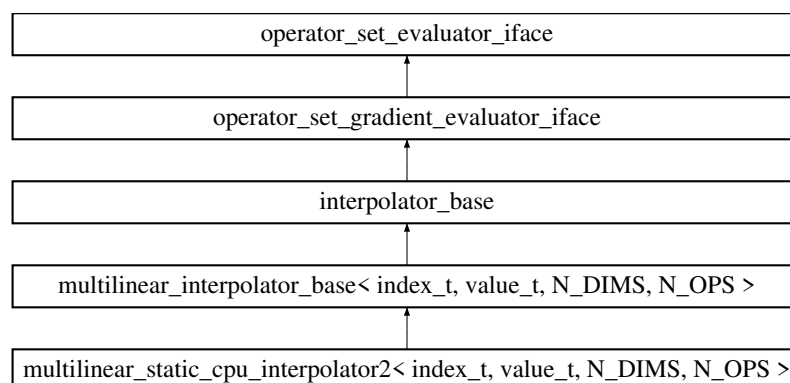 operator_set_evaluator_iface
operator_set_gradient_evaluator_iface
interpolator_base
multilinear_interpolator_base< index_t, value_t, N_DIMS, N_OPS >
multilinear_static_cpu_interpolator2< index_t, value_t, N_DIMS, N_OPS >